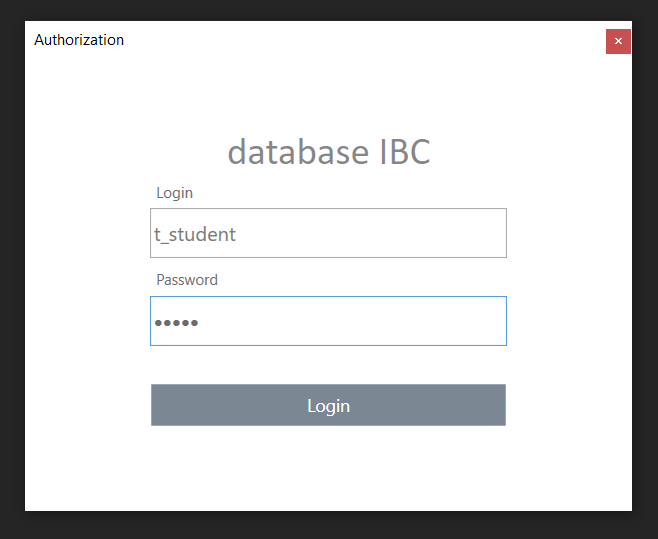 Authorization
database IBC
Login
t_student
Password
•••••
Login